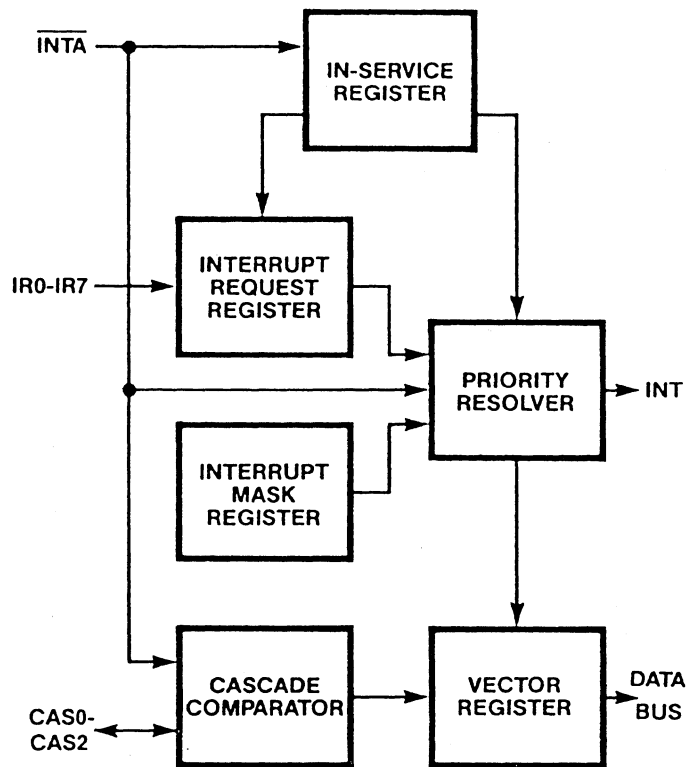 INTA
IN-SERVICE
REGISTER
INTERRUPT
REQUEST
REGISTER
IR0-IR7
PRIORITY
RESOLVER
INT
INTERRUPT
MASK
REGISTER
CASCADE
COMPARATOR
VECTOR
REGISTER
DATA
BUS
CAS0-
CAS2